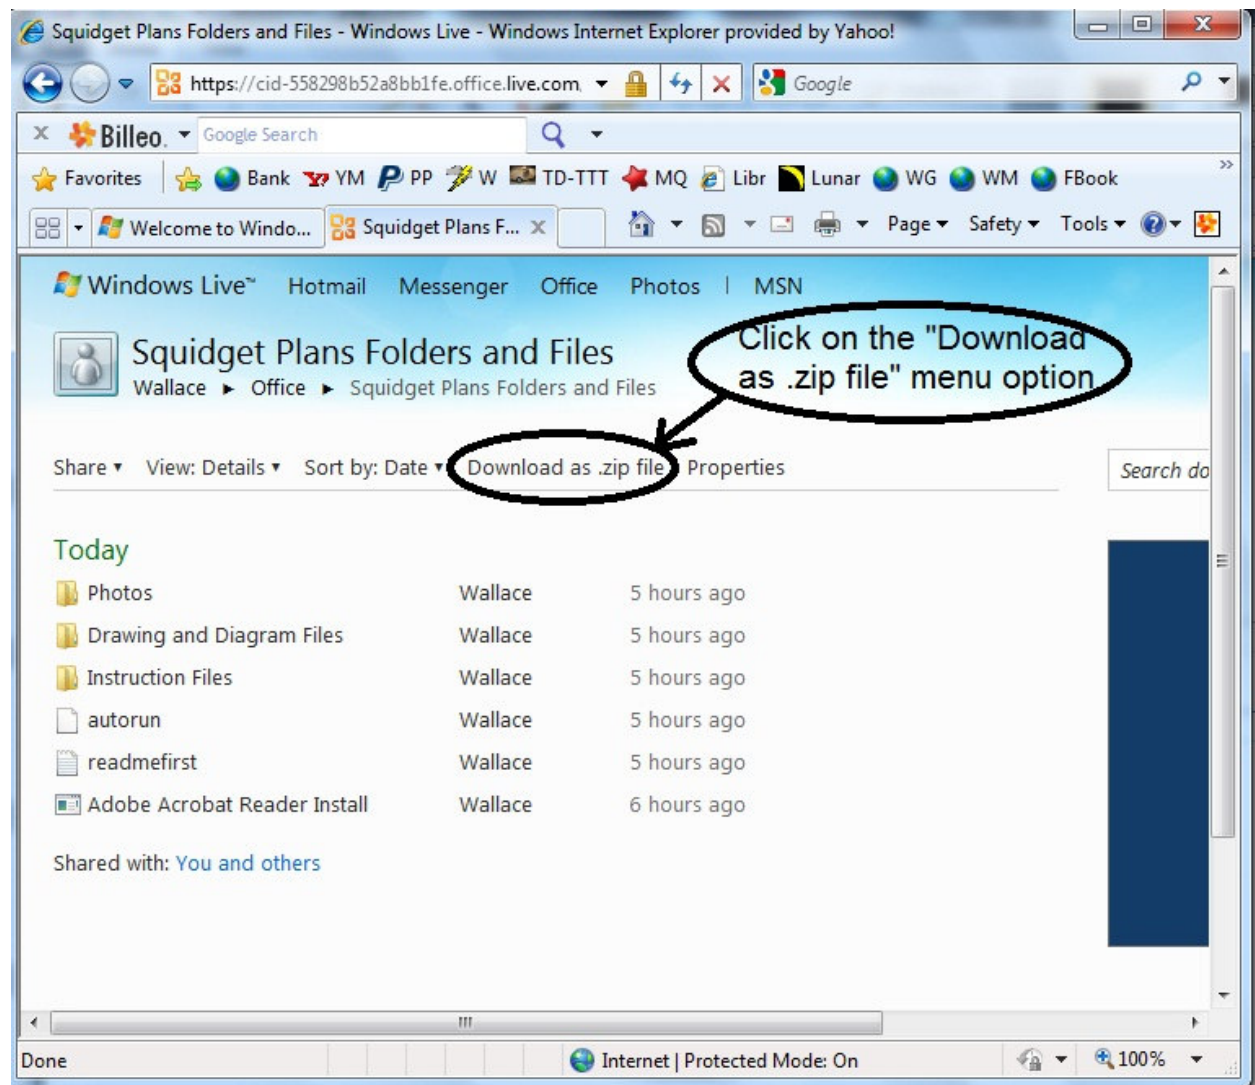 Squidget Plans Folders and Files - Windows Live - Windows Internet Explorer provided by Yahoo!
https://cid-558298b52a8bb1fe.office.live.com, Google
x Billeo. Google Search
Favorites Bank YM PP W TD-TTT MQ Libr Lunar WG WM FBook »
Welcome to Windo... Squidget Plans F... x Page Safety Tools
Windows Live™ Hotmail Messenger Office Photos | MSN
Click on the "Download
as .zip file" menu option
Squidget Plans Folders and Files
Wallace ► Office ► Squidget Plans Folders and Files
Share ▾ View: Details ▾ Sort by: Date ▾ Download as .zip file Properties Search do
Today
Photos Wallace 5 hours ago
Drawing and Diagram Files Wallace 5 hours ago
Instruction Files Wallace 5 hours ago
autorun Wallace 5 hours ago
readmefirst Wallace 5 hours ago
Adobe Acrobat Reader Install Wallace 6 hours ago
Shared with: You and others
Done Internet | Protected Mode: On 100%